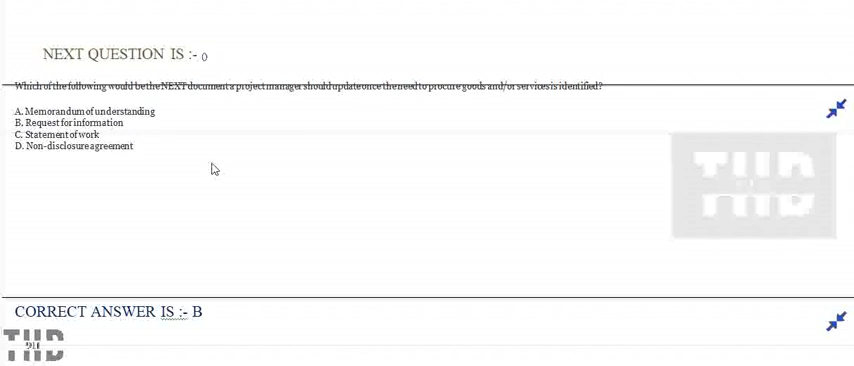 NEXT QUESTION IS :- 0
Which of the following would be the NEXT document a project manager should update once the need to procure goods and/or services is identified?
A. Memorandum of understanding
B. Request for information
C. Statement of work
D. Non-disclosure agreement
CORRECT ANSWER IS :- B